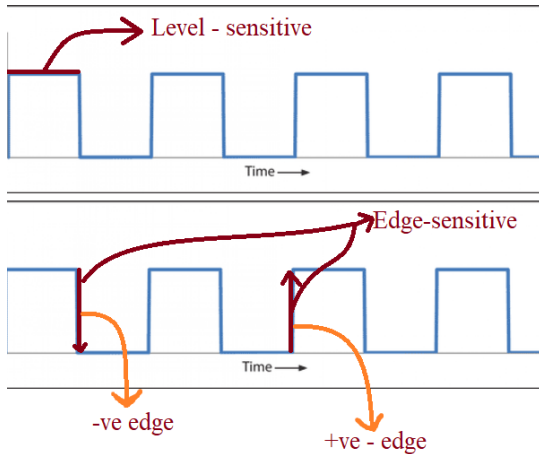 Level - sensitive
Time
Edge-sensitive
Time
-ve edge
+ve - edge